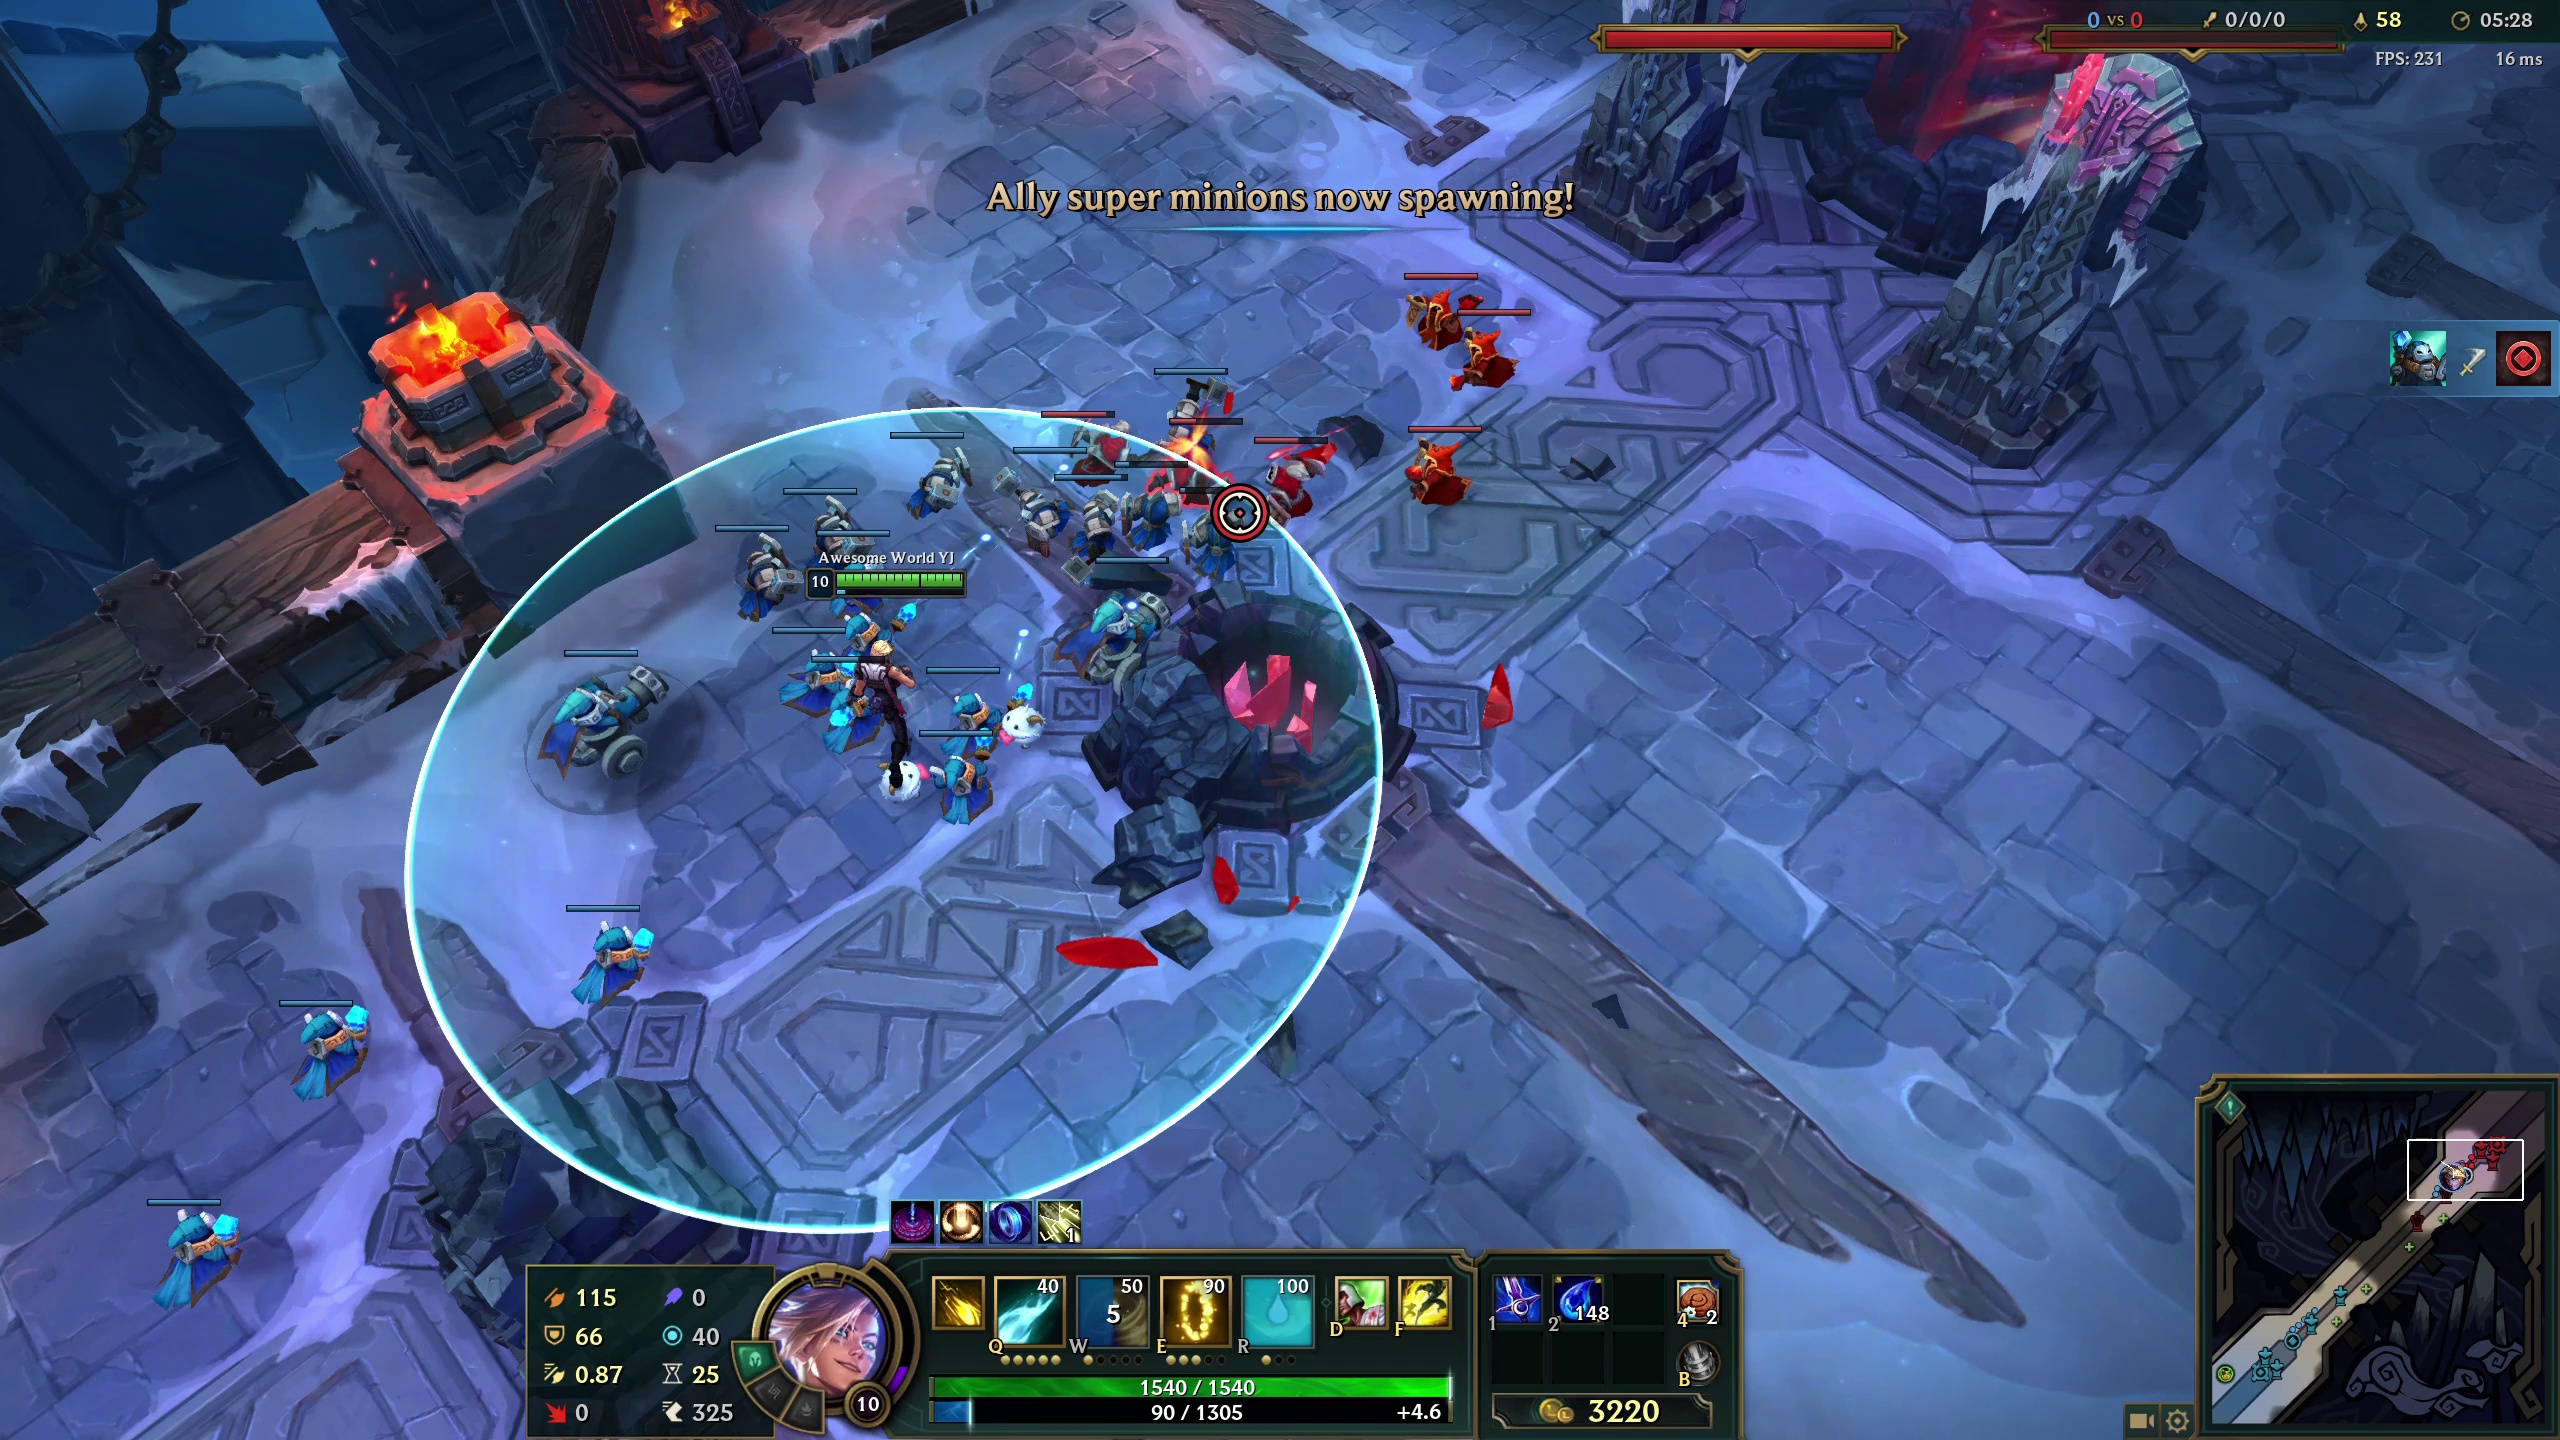 0 vs 0 0/0/0 58 05:28
FPS: 231 16 ms
Ally super minions now spawning!
Awesome World YJ
10
1
115 0
66 40
0.87 25
0 325
10
40 50 90 100
5
Q W E R D F
1540 / 1540
90 / 1305 +4.6
148
1 2 4 2
B
3220